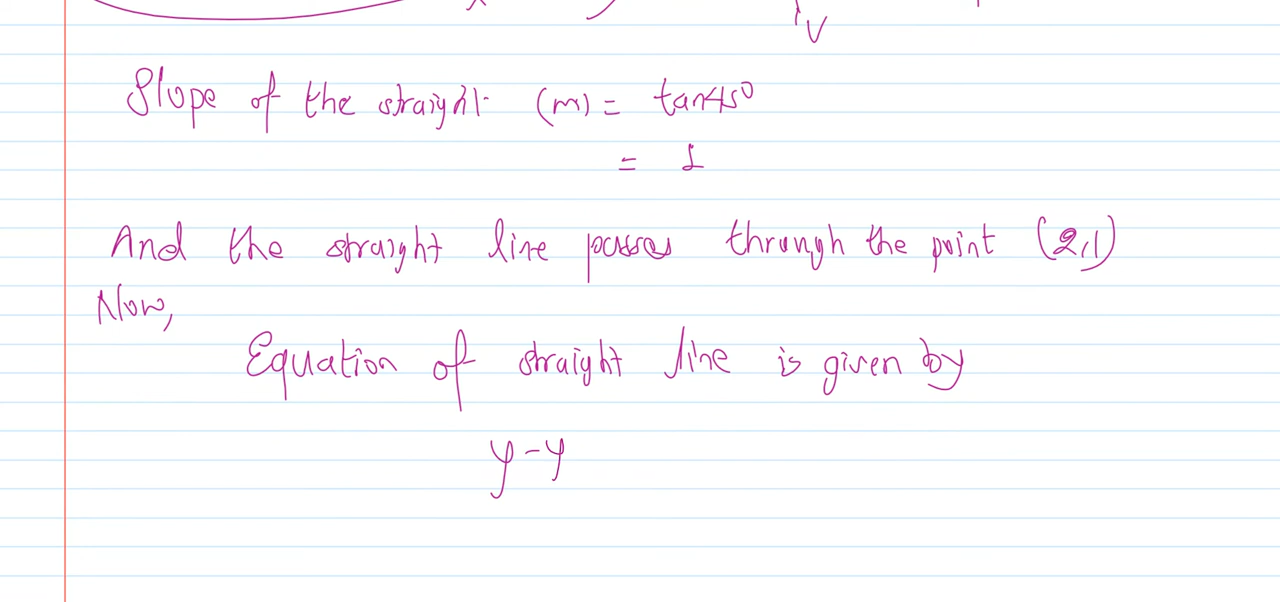 Slope of the straight (m) = tan45°
= 1
And the straight line passes through the point (2,1)
Now,
Equation of straight line is given by
y-y